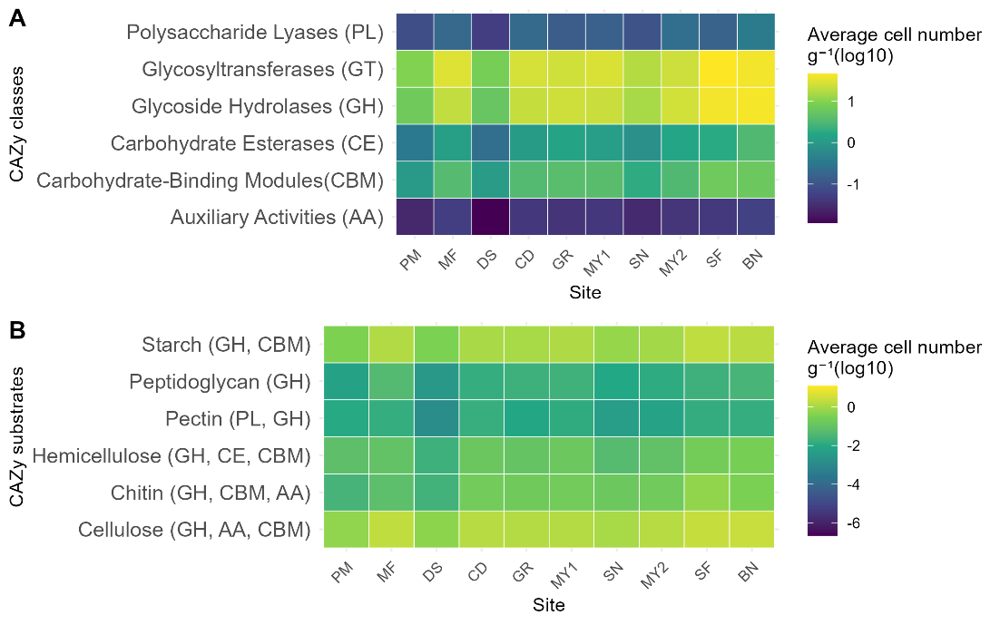 A
CAZy classes
Polysaccharide Lyases (PL)
Glycosyltransferases (GT)
Glycoside Hydrolases (GH)
Carbohydrate Esterases (CE)
Carbohydrate-Binding Modules(CBM)
Auxiliary Activities (AA)
PM MF DS CD GR MY1 SN MY2 SF BN
Site
Average cell number
g⁻¹(log10)
1
0
-1
B
CAZy substrates
Starch (GH, CBM)
Peptidoglycan (GH)
Pectin (PL, GH)
Hemicellulose (GH, CE, CBM)
Chitin (GH, CBM, AA)
Cellulose (GH, AA, CBM)
PM MF DS CD GR MY1 SN MY2 SF BN
Site
Average cell number
g⁻¹(log10)
0
-2
-4
-6